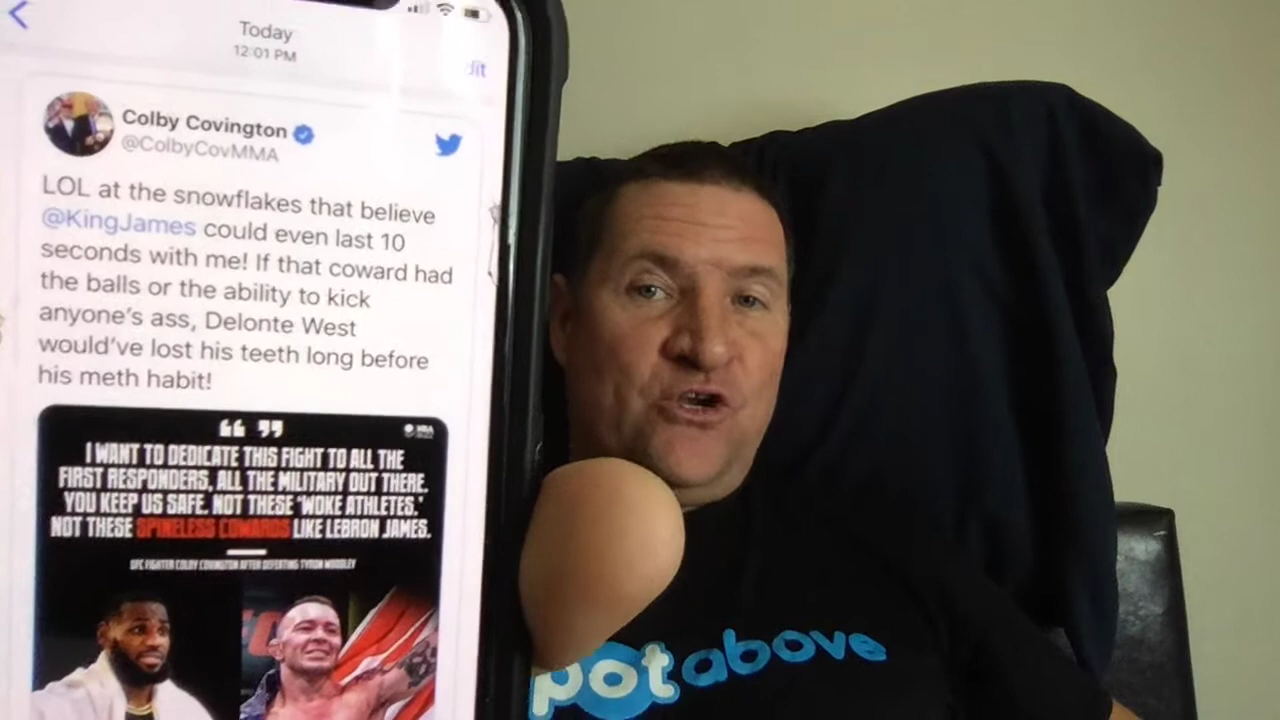 Today
12:01 PM
dit
Colby Covington
@ColbyCovMMA
LOL at the snowflakes that believe
@KingJames could even last 10
seconds with me! If that coward had
the balls or the ability to kick
anyone's ass, Delonte West
would've lost his teeth long before
his meth habit!
I WANT TO DEDICATE THIS FIGHT TO ALL THE
FIRST RESPONDERS, ALL THE MILITARY OUT THERE.
YOU KEEP US SAFE. NOT THESE 'WOKE ATHLETES.'
NOT THESE SPINELESS COWARDS LIKE LEBRON JAMES.
UFC FIGHTER COLBY COVINGTON AFTER DEFEATING TYRON WOODLEY
pot above